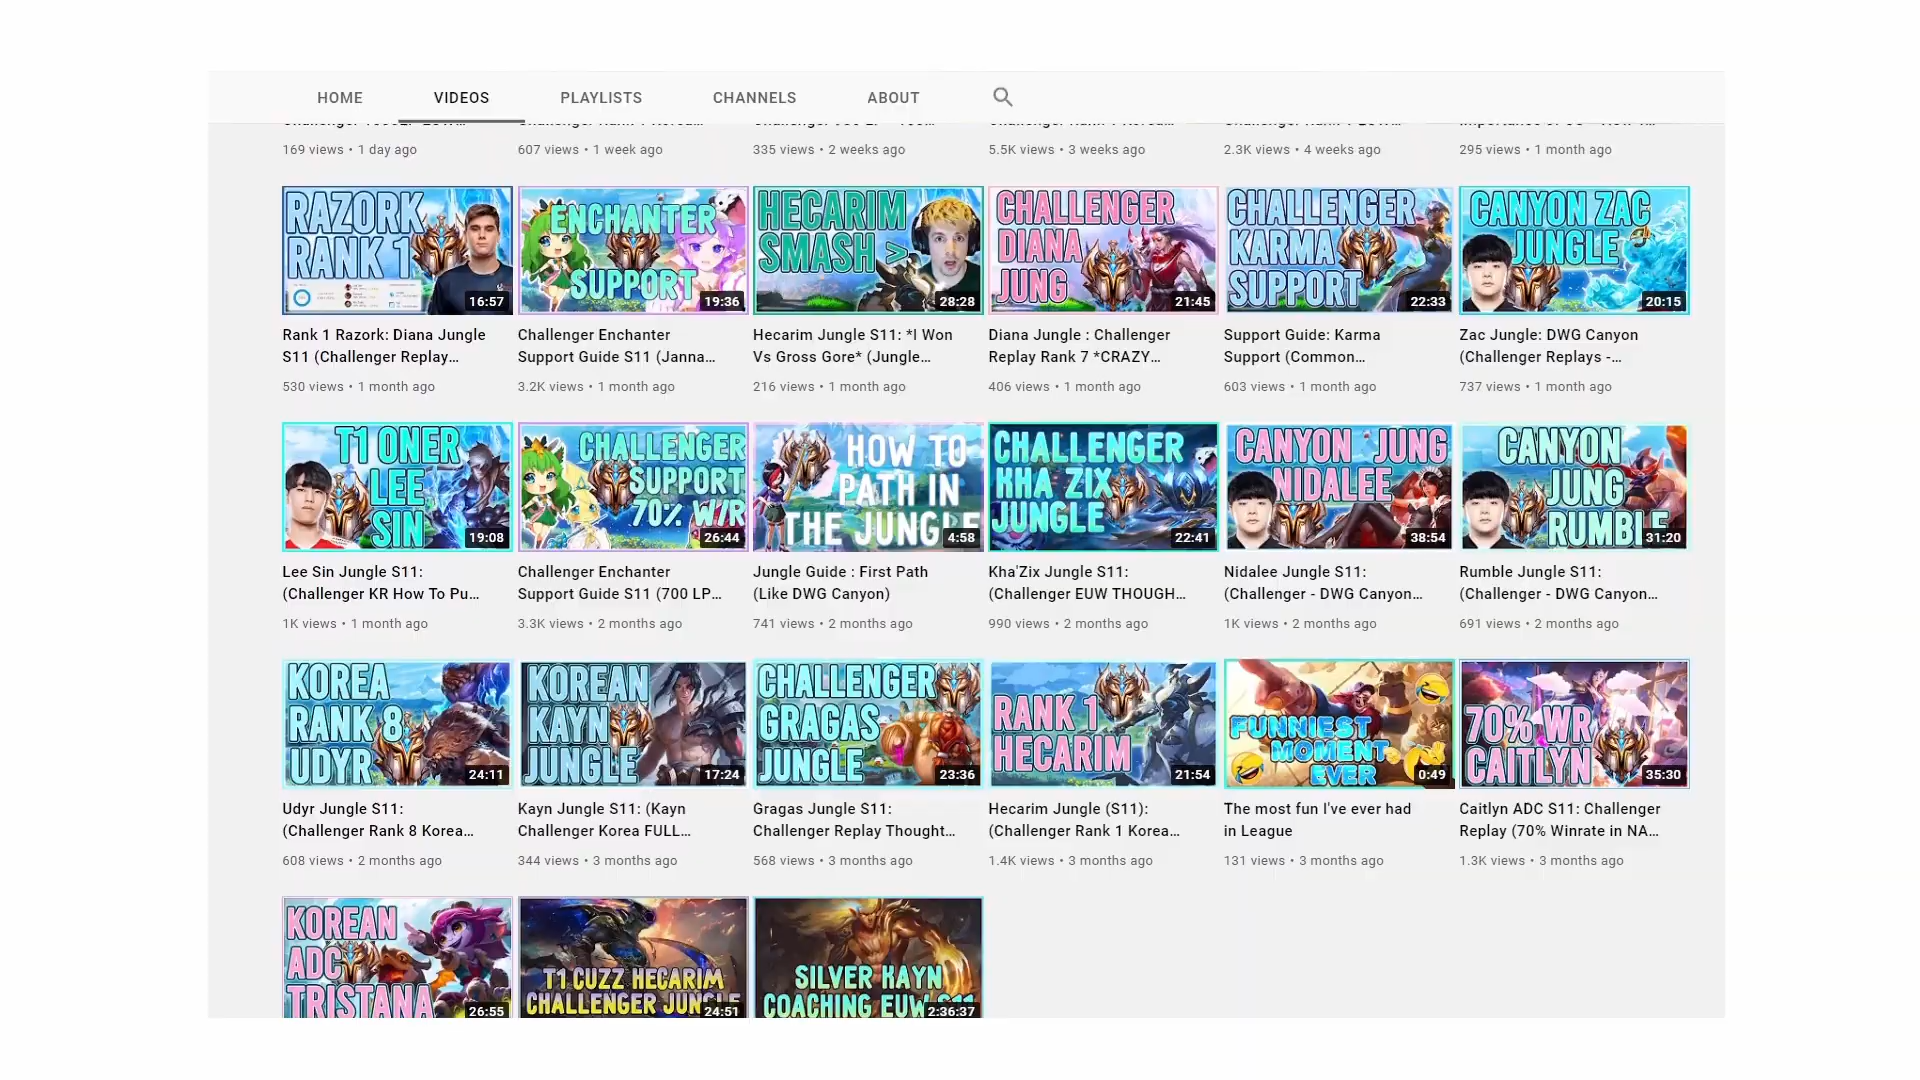 HOME
VIDEOS
PLAYLISTS
CHANNELS
ABOUT
169 views • 1 day ago
607 views • 1 week ago
335 views • 2 weeks ago
5.5K views • 3 weeks ago
2.3K views • 4 weeks ago
295 views • 1 month ago
RAZORK
RANK 1
16:57
ENCHANTER
SUPPORT
19:36
HECARIM
SMASH >
28:28
CHALLENGER
DIANA
JUNG
21:45
CHALLENGER
KARMA
SUPPORT
22:33
CANYON ZAC
JUNGLE
20:15
Rank 1 Razork: Diana Jungle
S11 (Challenger Replay...
530 views • 1 month ago
Challenger Enchanter
Support Guide S11 (Janna...
3.2K views • 1 month ago
Hecarim Jungle S11: *I Won
Vs Gross Gore* (Jungle...
216 views • 1 month ago
Diana Jungle : Challenger
Replay Rank 7 *CRAZY...
406 views • 1 month ago
Support Guide: Karma
Support (Common...
603 views • 1 month ago
Zac Jungle: DWG Canyon
(Challenger Replays -...
737 views • 1 month ago
T1 ONER
LEE
SIN
19:08
CHALLENGER
SUPPORT
70% W/R
26:44
HOW TO
PATH IN
THE JUNGLE
4:58
CHALLENGER
KHA ZIX
JUNGLE
22:41
CANYON JUNG
NIDALEE
38:54
CANYON
JUNG
RUMBLE
31:20
Lee Sin Jungle S11:
(Challenger KR How To Pu...
1K views • 1 month ago
Challenger Enchanter
Support Guide S11 (700 LP...
3.3K views • 2 months ago
Jungle Guide : First Path
(Like DWG Canyon)
741 views • 2 months ago
Kha'Zix Jungle S11:
(Challenger EUW THOUGH...
990 views • 2 months ago
Nidalee Jungle S11:
(Challenger - DWG Canyon...
1K views • 2 months ago
Rumble Jungle S11:
(Challenger - DWG Canyon...
691 views • 2 months ago
KOREA
RANK 8
UDYR
24:11
KOREAN
KAYN
JUNGLE
17:24
CHALLENGER
GRAGAS
JUNGLE
23:36
RANK 1
HECARIM
21:54
FUNNIEST
MOMENT
EVER
0:49
70% WR
CAITLYN
35:30
Udyr Jungle S11:
(Challenger Rank 8 Korea...
608 views • 2 months ago
Kayn Jungle S11: (Kayn
Challenger Korea FULL...
344 views • 3 months ago
Gragas Jungle S11:
Challenger Replay Thought...
568 views • 3 months ago
Hecarim Jungle (S11):
(Challenger Rank 1 Korea...
1.4K views • 3 months ago
The most fun I've ever had
in League
131 views • 3 months ago
Caitlyn ADC S11: Challenger
Replay (70% Winrate in NA...
1.3K views • 3 months ago
KOREAN
ADC
TRISTANA
26:55
T1 CUZZ HECARIM
CHALLENGER JUNGLE
24:51
SILVER KAYN
COACHING EUW S11
2:36:37